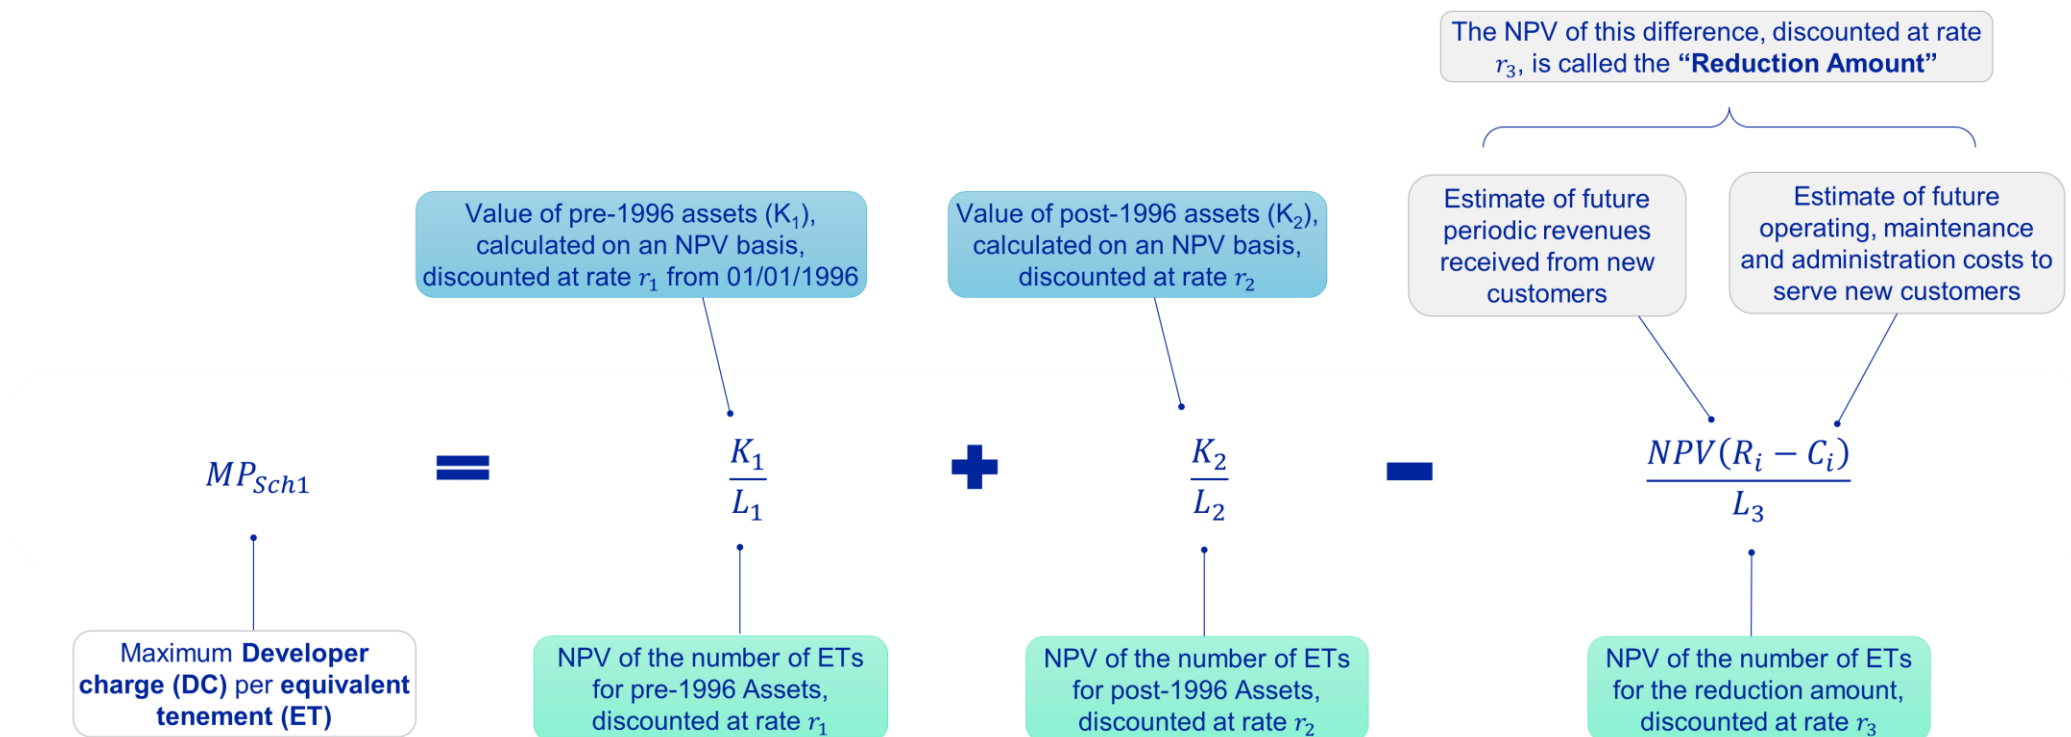 The NPV of this difference, discounted at rate
r₃, is called the “Reduction Amount”
Value of pre-1996 assets (K₁),
calculated on an NPV basis,
discounted at rate r₁ from 01/01/1996
Value of post-1996 assets (K₂),
calculated on an NPV basis,
discounted at rate r₂
Estimate of future
periodic revenues
received from new
customers
Estimate of future
operating, maintenance
and administration costs to
serve new customers
MP_Sch1 = K₁/L₁ + K₂/L₂ − NPV(Rᵢ − Cᵢ)/L₃
Maximum Developer
charge (DC) per equivalent
tenement (ET)
NPV of the number of ETs
for pre-1996 Assets,
discounted at rate r₁
NPV of the number of ETs
for post-1996 Assets,
discounted at rate r₂
NPV of the number of ETs
for the reduction amount,
discounted at rate r₃